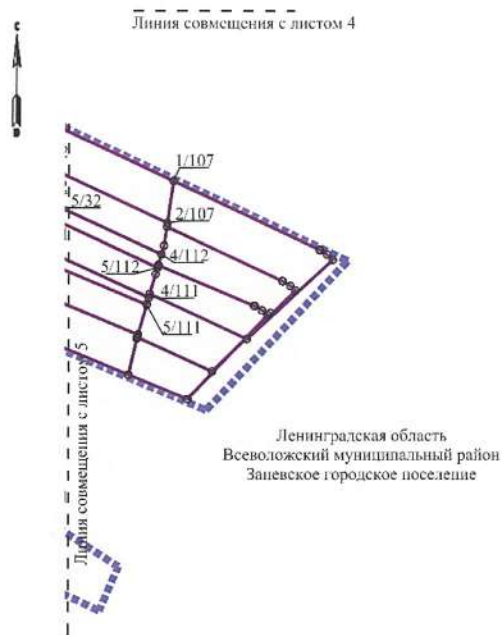 Линия совмещения с листом 4
С
1/107
5/32
2/107
4/112
5/112
4/111
5/111
Линия совмещения с листом 5
Ленинградская область
Всеволожский муниципальный район
Заневское городское поселение